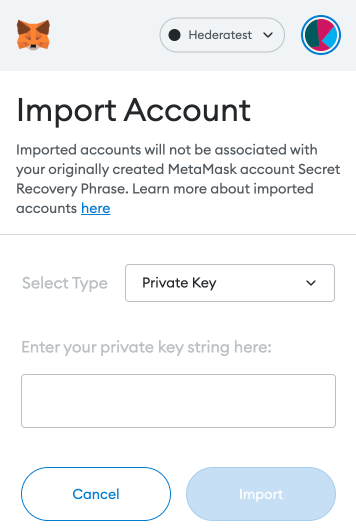 Hederatest
Import Account
Imported accounts will not be associated with
your originally created MetaMask account Secret
Recovery Phrase. Learn more about imported
accounts here
Select Type
Private Key
Enter your private key string here:
Cancel
Import